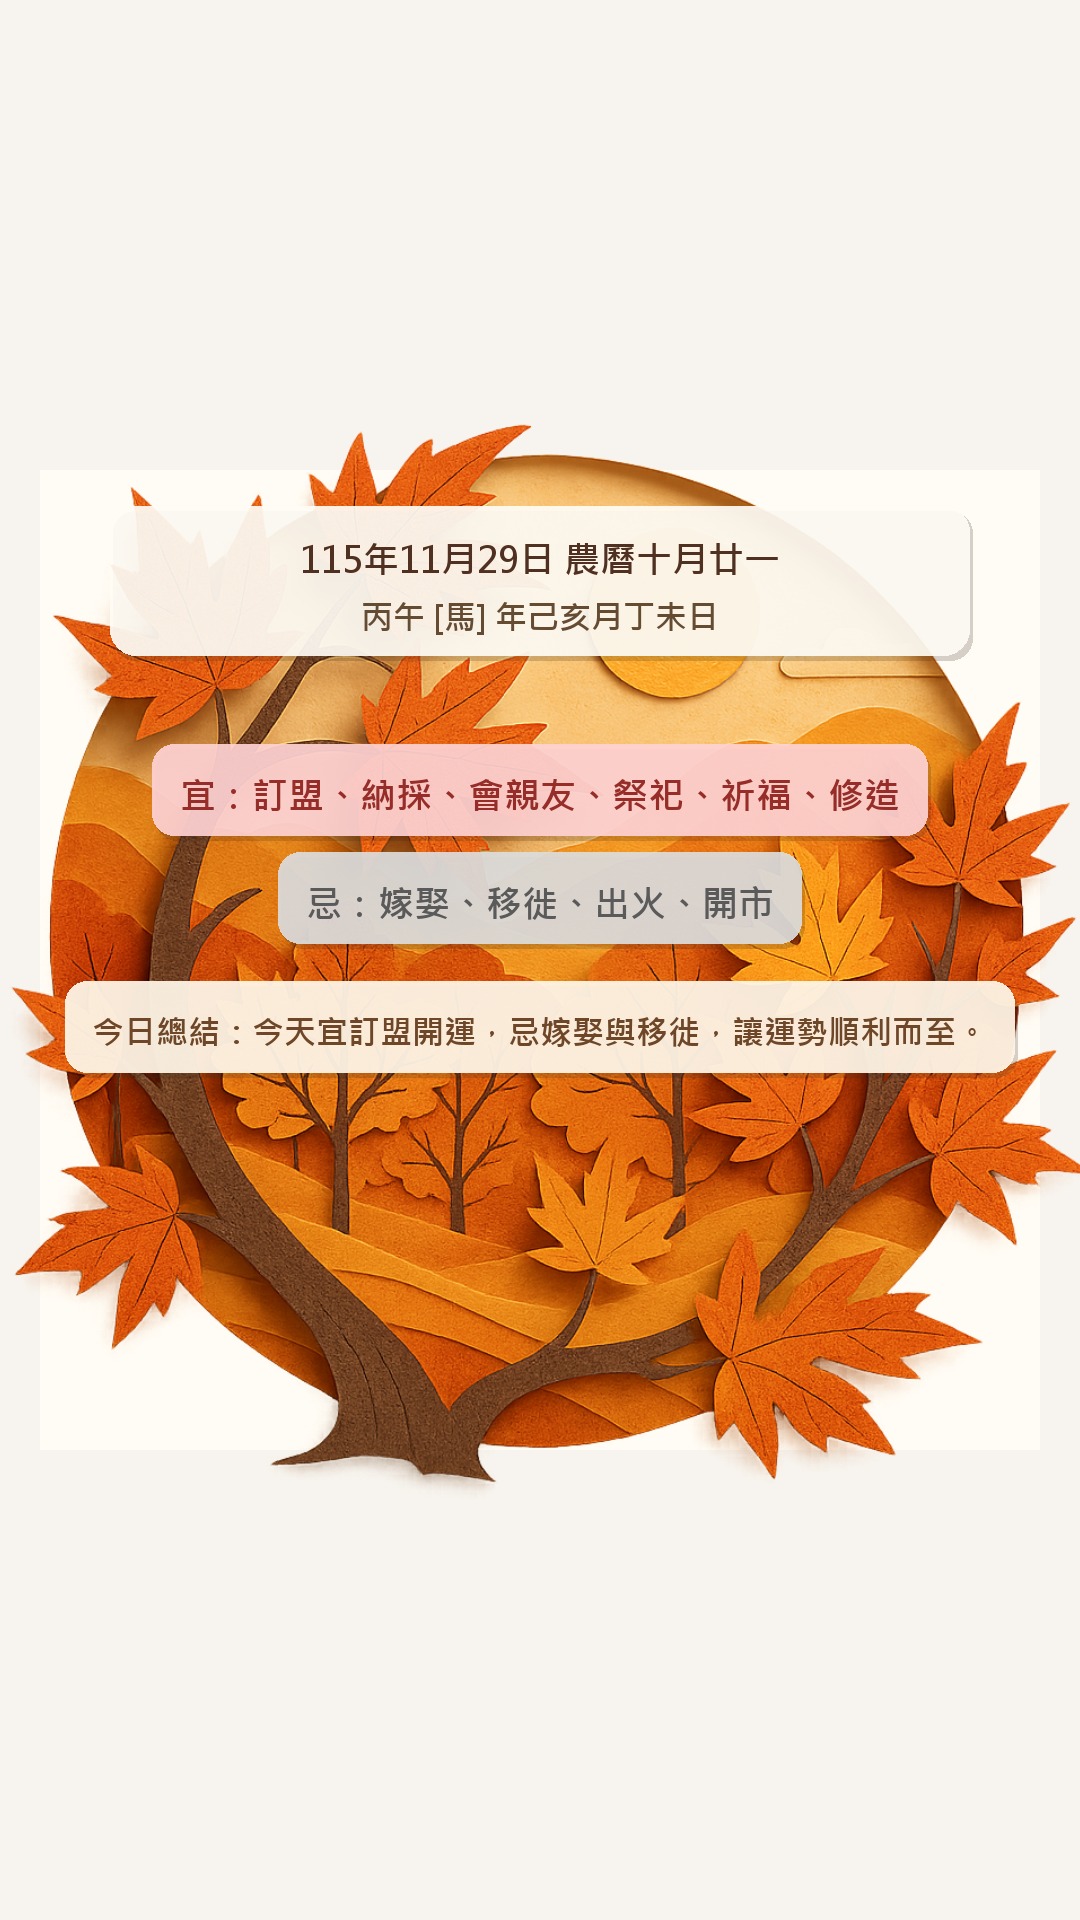 115年11月29日 農曆十月廿一
丙午 [馬] 年己亥月丁未日
宜：訂盟、納採、會親友、祭祀、祈福、修造
忌：嫁娶、移徙、出火、開市
今日總結：今天宜訂盟開運，忌嫁娶與移徙，讓運勢順利而至。